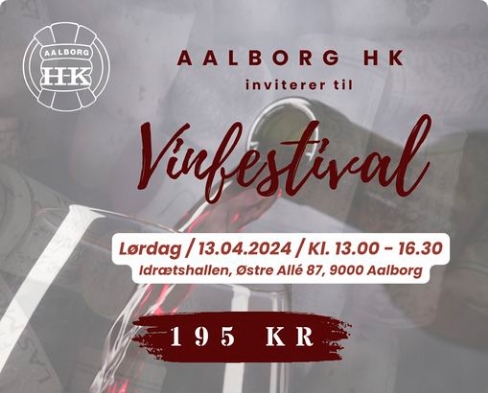 AALBORG
HK
AALBORG HK
inviterer til
Vinfestival
Lørdag / 13.04.2024 / Kl. 13.00 - 16.30
Idrætshallen, Østre Allé 87, 9000 Aalborg
195 KR